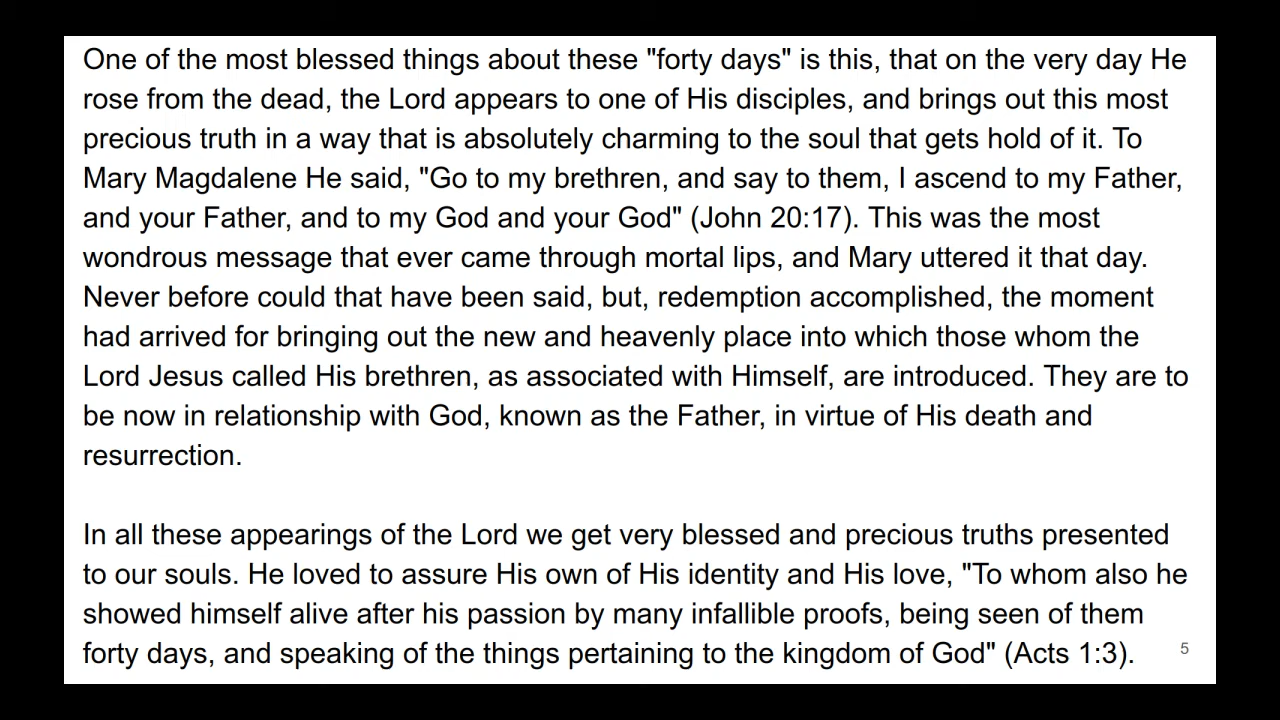 One of the most blessed things about these "forty days" is this, that on the very day He
rose from the dead, the Lord appears to one of His disciples, and brings out this most
precious truth in a way that is absolutely charming to the soul that gets hold of it. To
Mary Magdalene He said, "Go to my brethren, and say to them, I ascend to my Father,
and your Father, and to my God and your God" (John 20:17). This was the most
wondrous message that ever came through mortal lips, and Mary uttered it that day.
Never before could that have been said, but, redemption accomplished, the moment
had arrived for bringing out the new and heavenly place into which those whom the
Lord Jesus called His brethren, as associated with Himself, are introduced. They are to
be now in relationship with God, known as the Father, in virtue of His death and
resurrection.
In all these appearings of the Lord we get very blessed and precious truths presented
to our souls. He loved to assure His own of His identity and His love, "To whom also he
showed himself alive after his passion by many infallible proofs, being seen of them
forty days, and speaking of the things pertaining to the kingdom of God" (Acts 1:3).
5